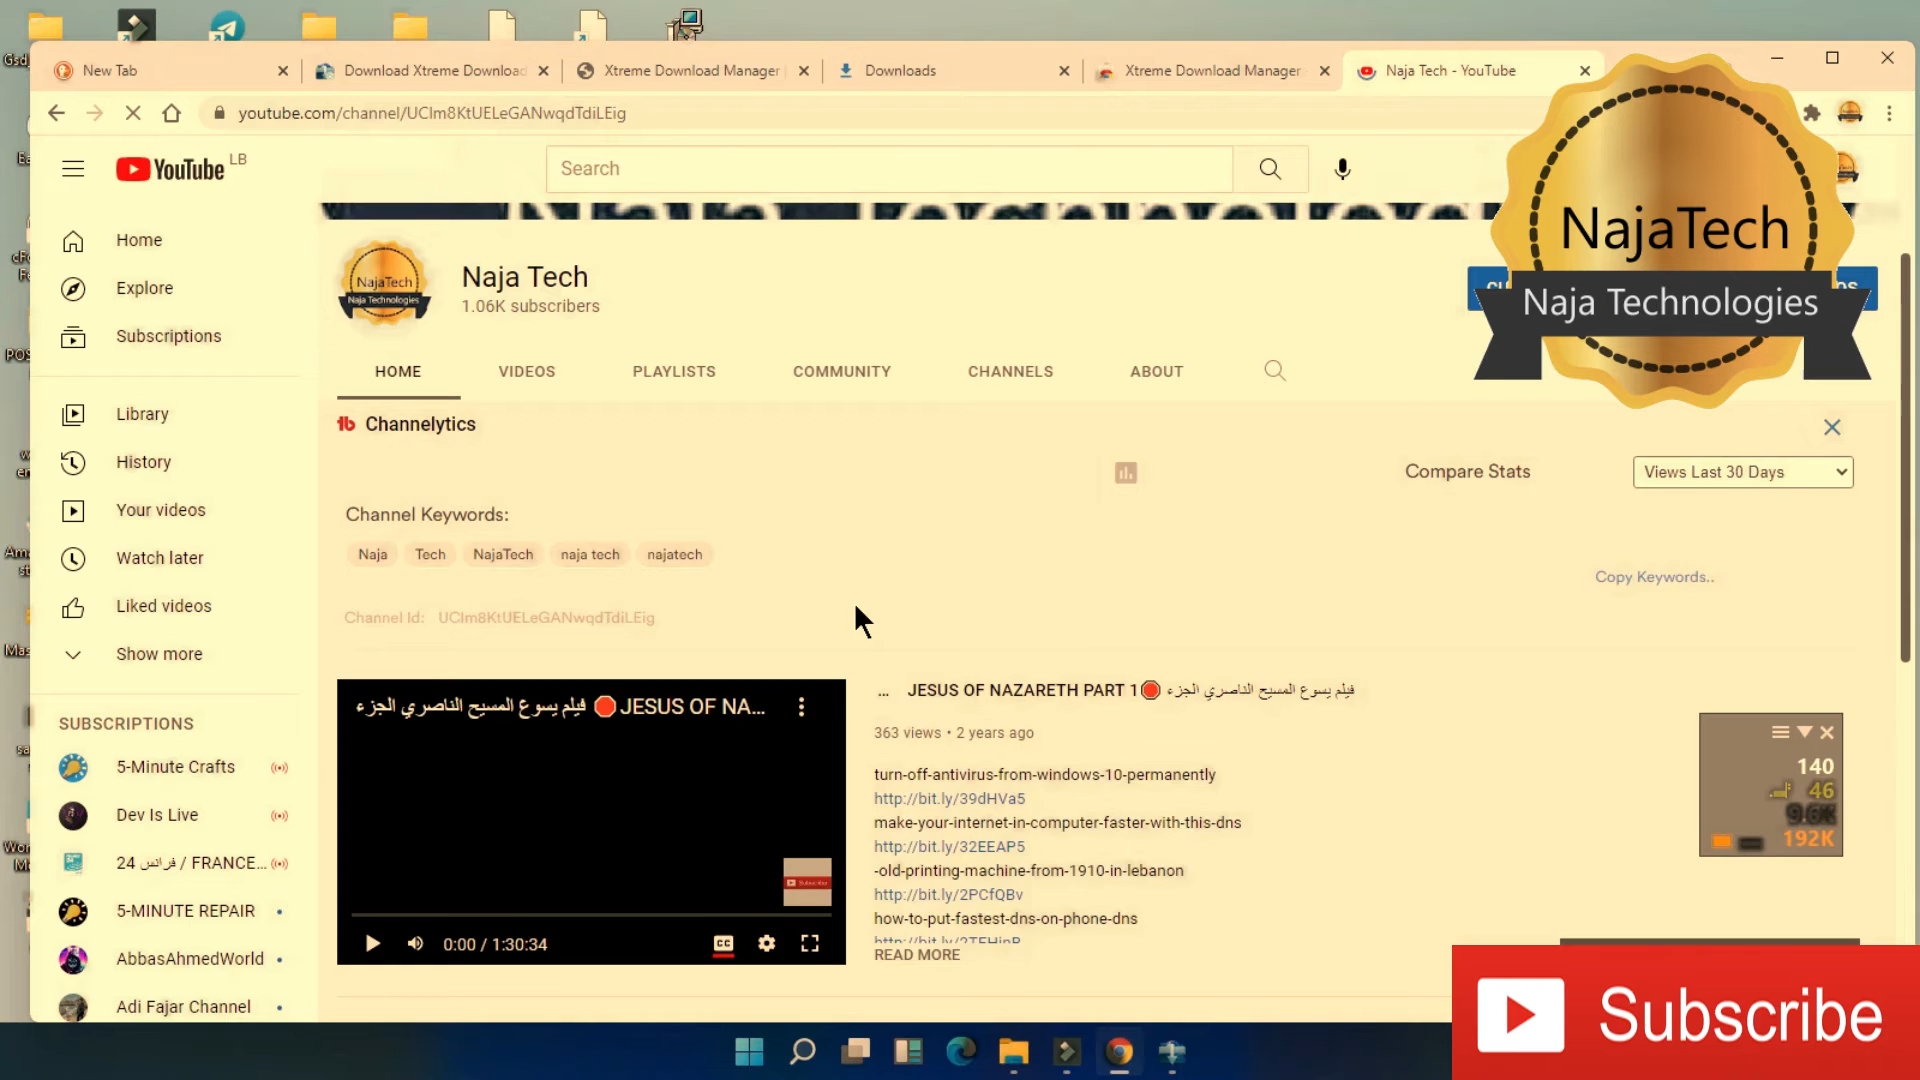 New Tab
Download Xtreme Download
Xtreme Download Manager
Downloads
Xtreme Download Manager
Naja Tech - YouTube
youtube.com/channel/UCIm8KtUELeGANwqdTdiLEig
YouTube LB
Search
Home
Explore
Subscriptions
Library
History
Your videos
Watch later
Liked videos
Show more
SUBSCRIPTIONS
5-Minute Crafts
Dev Is Live
فرانس 24 / FRANCE...
5-MINUTE REPAIR
AbbasAhmedWorld
Adi Fajar Channel
NajaTech
Naja Technologies
NajaTech
Naja Technologies
Naja Tech
1.06K subscribers
HOME
VIDEOS
PLAYLISTS
COMMUNITY
CHANNELS
ABOUT
Channelytics
Compare Stats
Views Last 30 Days
Channel Keywords:
Naja
Tech
NajaTech
naja tech
najatech
Copy Keywords..
Channel Id: UCIm8KtUELeGANwqdTdiLEig
فيلم يسوع المسيح الناصري الجزء 🛑JESUS OF NA...
Subscribe
0:00 / 1:30:34
CC
... JESUS OF NAZARETH PART 1🛑 فيلم يسوع المسيح الناصري الجزء
363 views • 2 years ago
turn-off-antivirus-from-windows-10-permanently
http://bit.ly/39dHVa5
make-your-internet-in-computer-faster-with-this-dns
http://bit.ly/32EEAP5
-old-printing-machine-from-1910-in-lebanon
http://bit.ly/2PCfQBv
how-to-put-fastest-dns-on-phone-dns
READ MORE
140
46
9.6K
192K
Subscribe